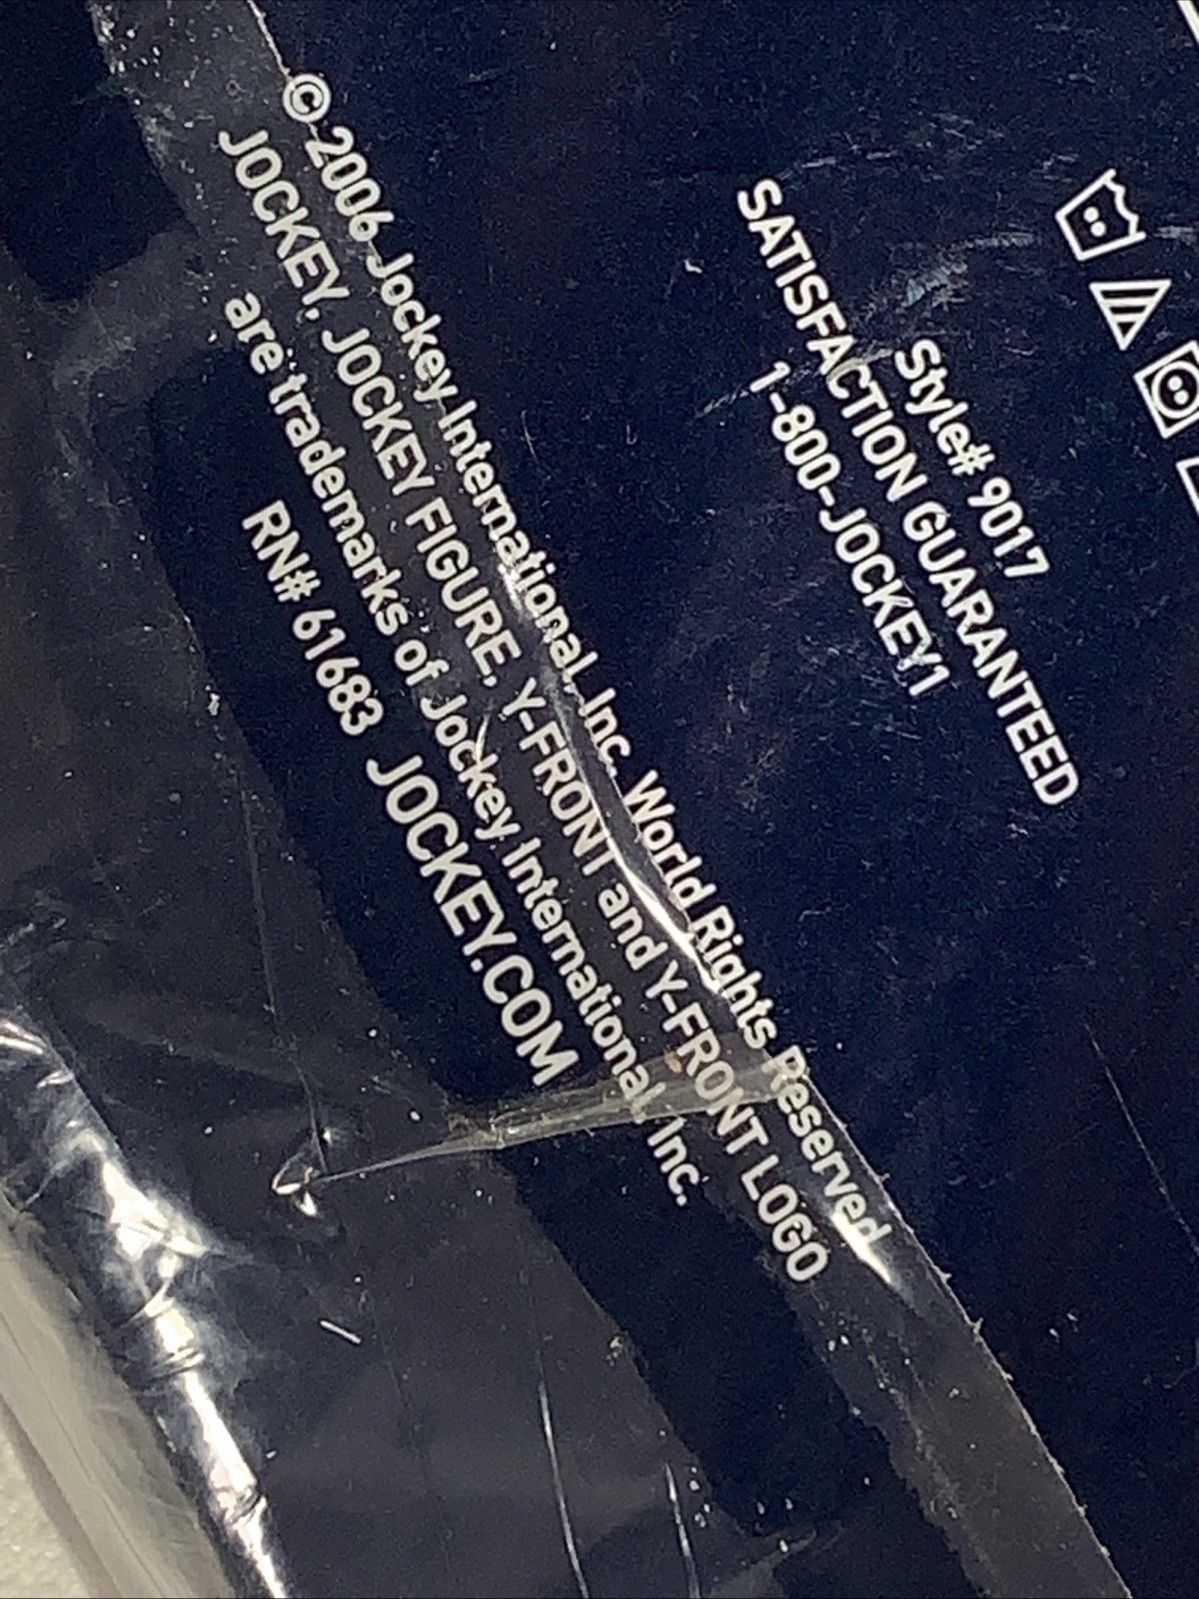 Style# 9017
SATISFACTION GUARANTEED
1-800-JOCKEY1
© 2006 Jockey International, Inc. World Rights Reserved.
JOCKEY, JOCKEY FIGURE, Y-FRONT and Y-FRONT LOGO
are trademarks of Jockey International, Inc.
RN# 61683 JOCKEY.COM